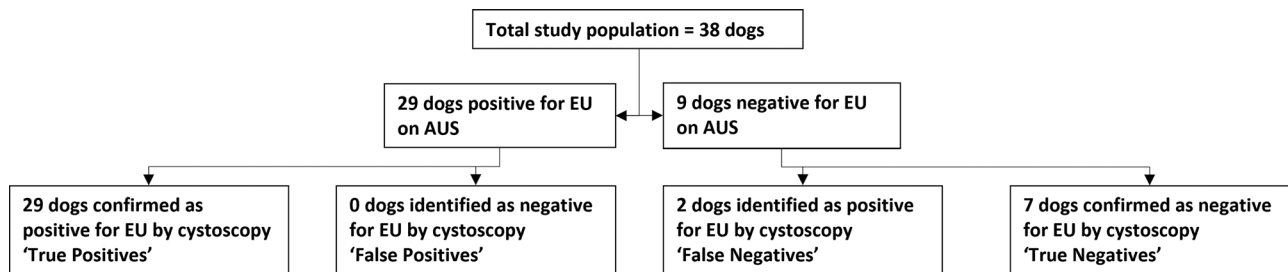 Total study population = 38 dogs
29 dogs positive for EU
on AUS
9 dogs negative for EU
on AUS
29 dogs confirmed as
positive for EU by cystoscopy
‘True Positives’
0 dogs identified as negative
for EU by cystoscopy
‘False Positives’
2 dogs identified as positive
for EU by cystoscopy
‘False Negatives’
7 dogs confirmed as negative
for EU by cystoscopy
‘True Negatives’